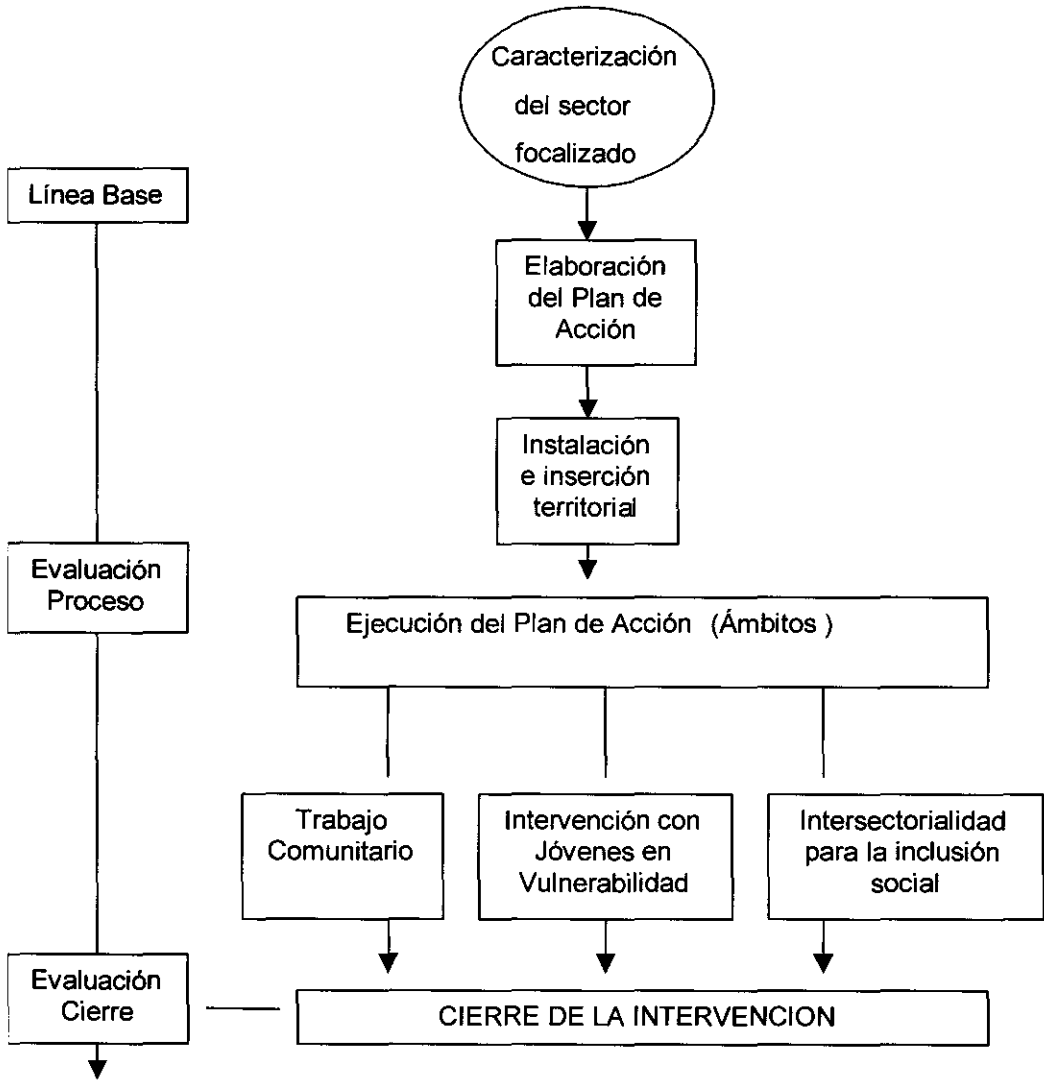 Caracterización
del sector
focalizado
Línea Base
Elaboración
del Plan de
Acción
Instalación
e inserción
territorial
Evaluación
Proceso
Ejecución del Plan de Acción (Ámbitos )
Trabajo
Comunitario
Intervención con
Jóvenes en
Vulnerabilidad
Intersectorialidad
para la inclusión
social
Evaluación
Cierre
CIERRE DE LA INTERVENCION